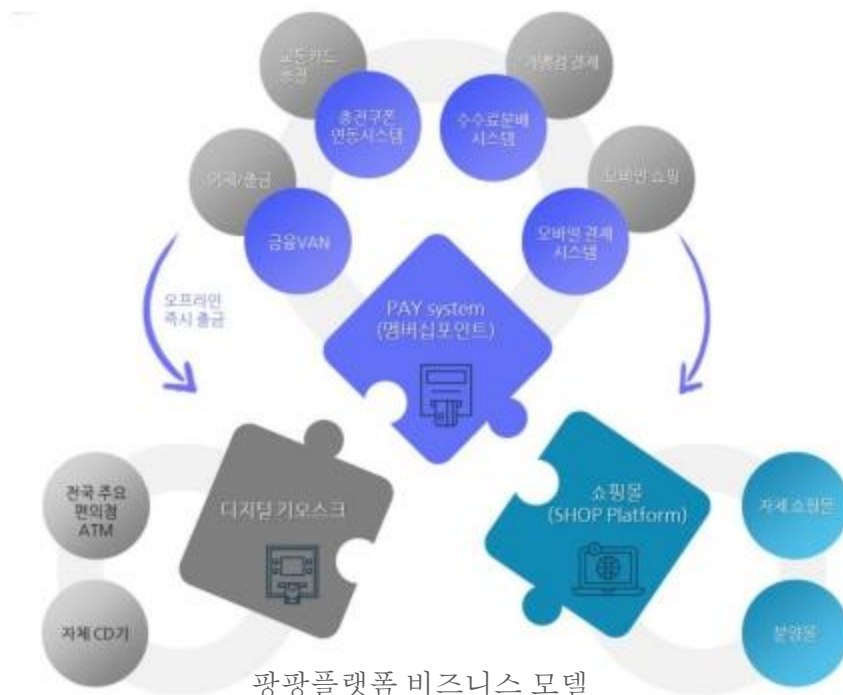 교통카드
충전
가맹점 결제
충전쿠폰
연동시스템
수수료분배
시스템
입금/출금
모바일 쇼핑
금융VAN
모바일 결제
시스템
오프라인
즉시 출금
PAY system
(멤버십포인트)
전국 주요
편의점
ATM
디지털 키오스크
쇼핑몰
(SHOP Platform)
자체 쇼핑몰
자체 CD기
분양몰
팡팡플랫폼 비즈니스 모델